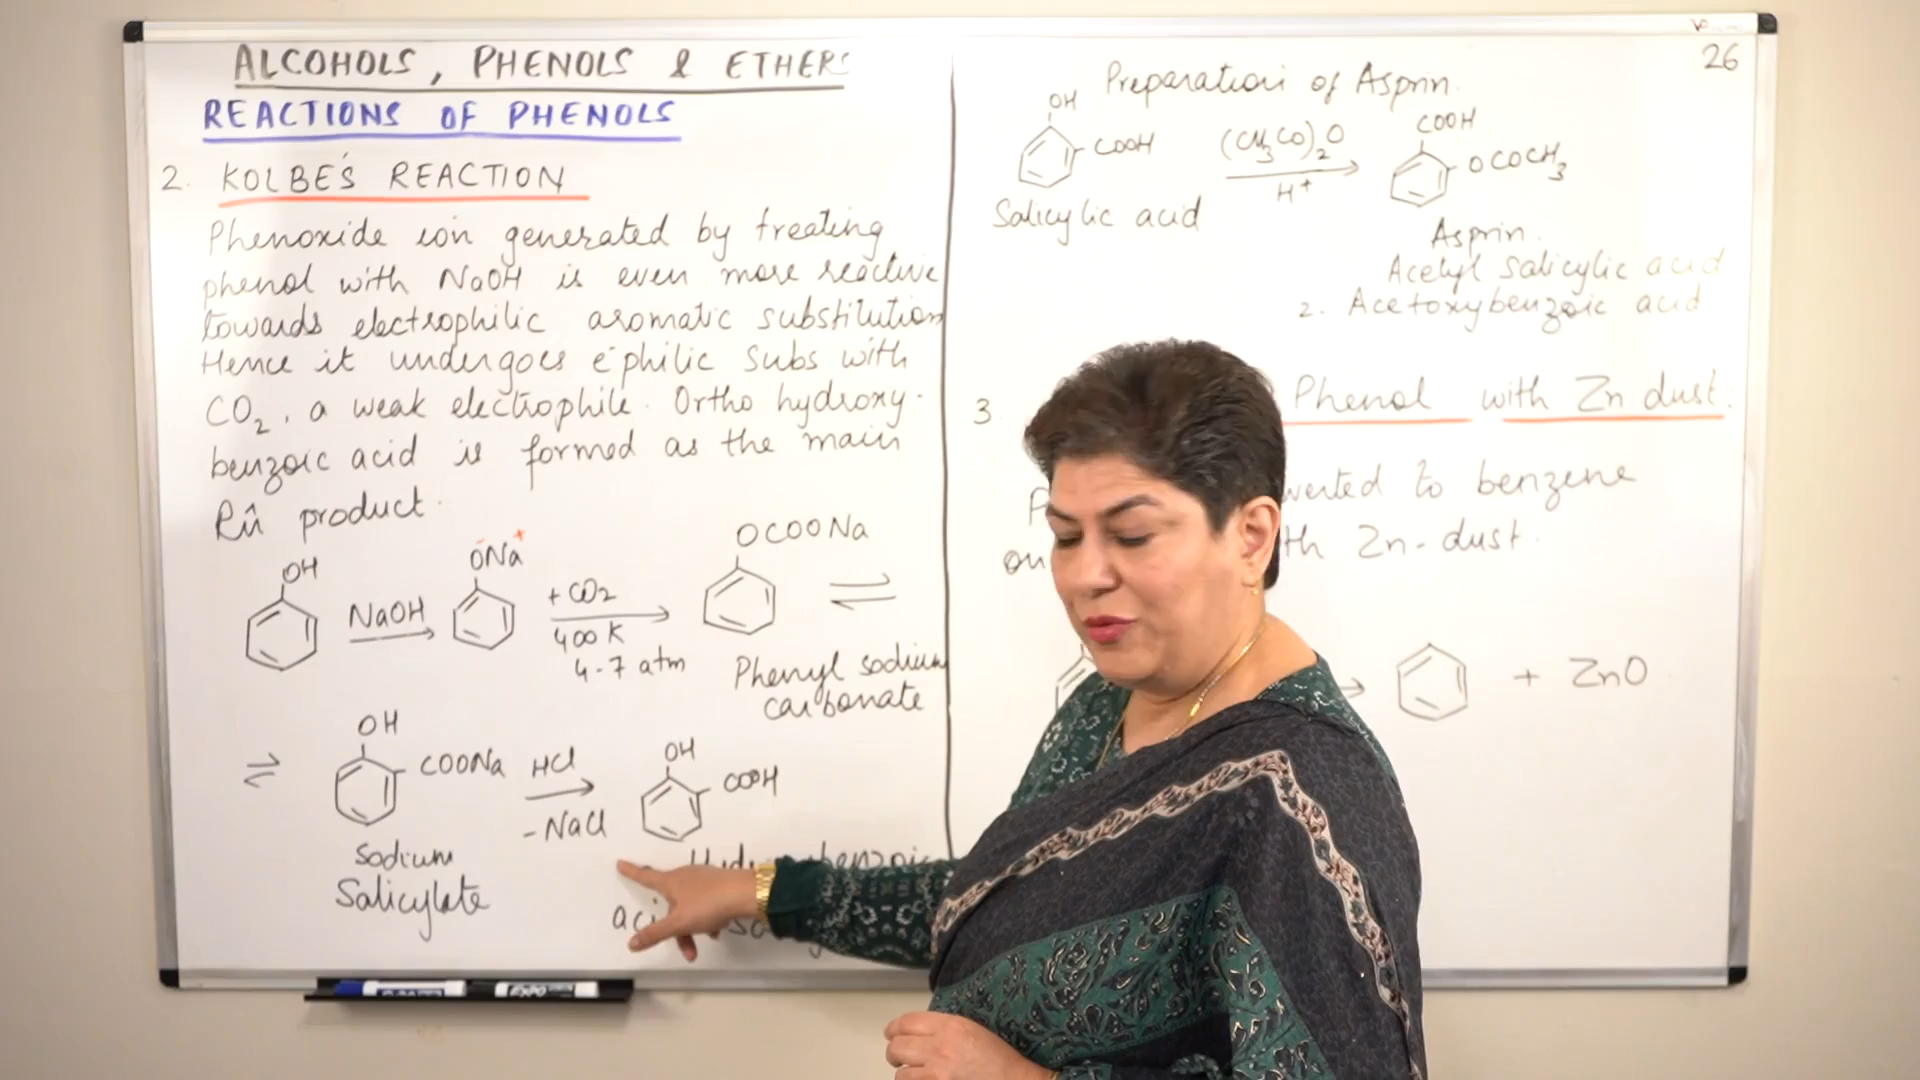 ALCOHOLS, PHENOLS & ETHERS
REACTIONS OF PHENOLS
2. KOLBE'S REACTION
Phenoxide ion generated by treating
phenol with NaOH is even more reactive
towards electrophilic aromatic substitution
Hence it undergoes e⁻philic subs with
CO2, a weak electrophile. Ortho hydroxy-
benzoic acid is formed as the main
product.
OH
NaOH
O⁻Na⁺
+ CO2
400 K
4-7 atm
OCOONa
⇌
Phenyl sodium
carbonate
⇌
OH
COONa
Sodium
Salicylate
HCl
- NaCl
OH
COOH
benzoic
26
Preparation of Asprin.
OH
COOH
Salicylic acid
(CH3CO)2O
H⁺
COOH
OCOCH3
Asprin.
Acetyl salicylic acid
2. Acetoxybenzoic acid
3.
Phenol with Zn dust.
to benzene
Zn-dust.
+ ZnO